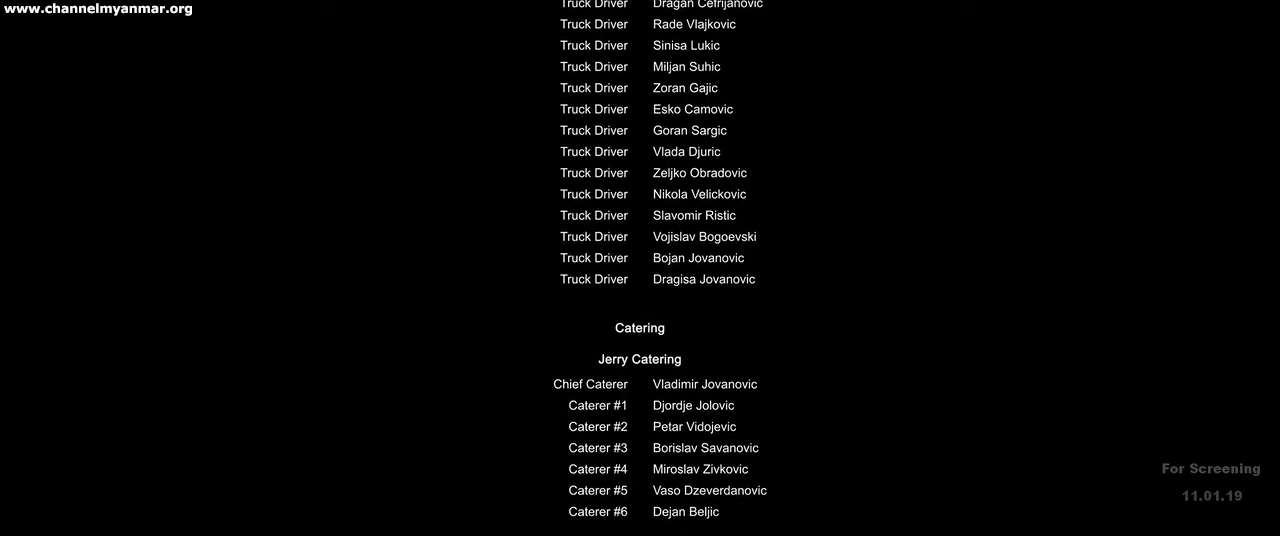 www.channelmyanmar.org
Truck Driver Dragan Cefrijanovic
Truck Driver Rade Vlajkovic
Truck Driver Sinisa Lukic
Truck Driver Miljan Suhic
Truck Driver Zoran Gajic
Truck Driver Esko Camovic
Truck Driver Goran Sargic
Truck Driver Vlada Djuric
Truck Driver Zeljko Obradovic
Truck Driver Nikola Velickovic
Truck Driver Slavomir Ristic
Truck Driver Vojislav Bogoevski
Truck Driver Bojan Jovanovic
Truck Driver Dragisa Jovanovic
Catering
Jerry Catering
Chief Caterer Vladimir Jovanovic
Caterer #1 Djordje Jolovic
Caterer #2 Petar Vidojevic
Caterer #3 Borislav Savanovic
Caterer #4 Miroslav Zivkovic
Caterer #5 Vaso Dzeverdanovic
Caterer #6 Dejan Beljic
For Screening
11.01.19